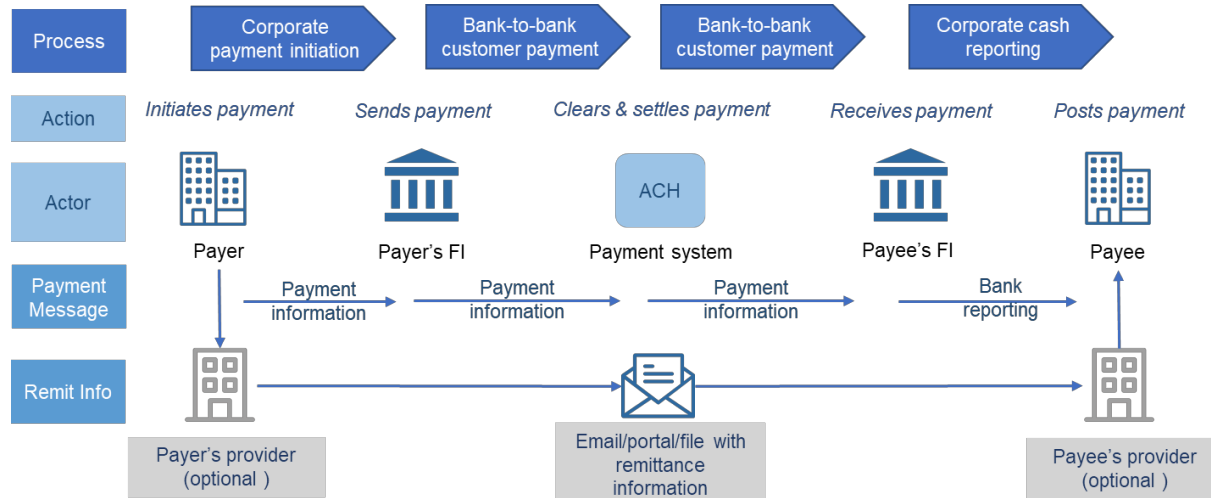 Process
Corporate
payment initiation
Bank-to-bank
customer payment
Bank-to-bank
customer payment
Corporate cash
reporting
Action
Initiates payment
Sends payment
Clears & settles payment
Receives payment
Posts payment
Actor
ACH
Payer
Payer's FI
Payment system
Payee's FI
Payee
Payment
Message
Payment
information
Payment
information
Payment
information
Bank
reporting
Remit Info
Payer's provider
(optional )
Email/portal/file with
remittance
information
Payee's provider
(optional )